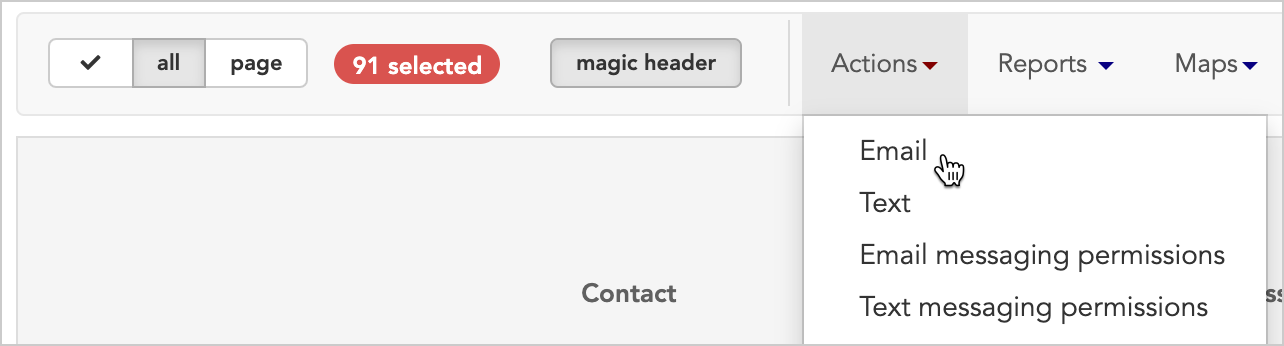 all page 91 selected magic header Actions Reports Maps
Email
Text
Email messaging permissions
Contact
Text messaging permissions